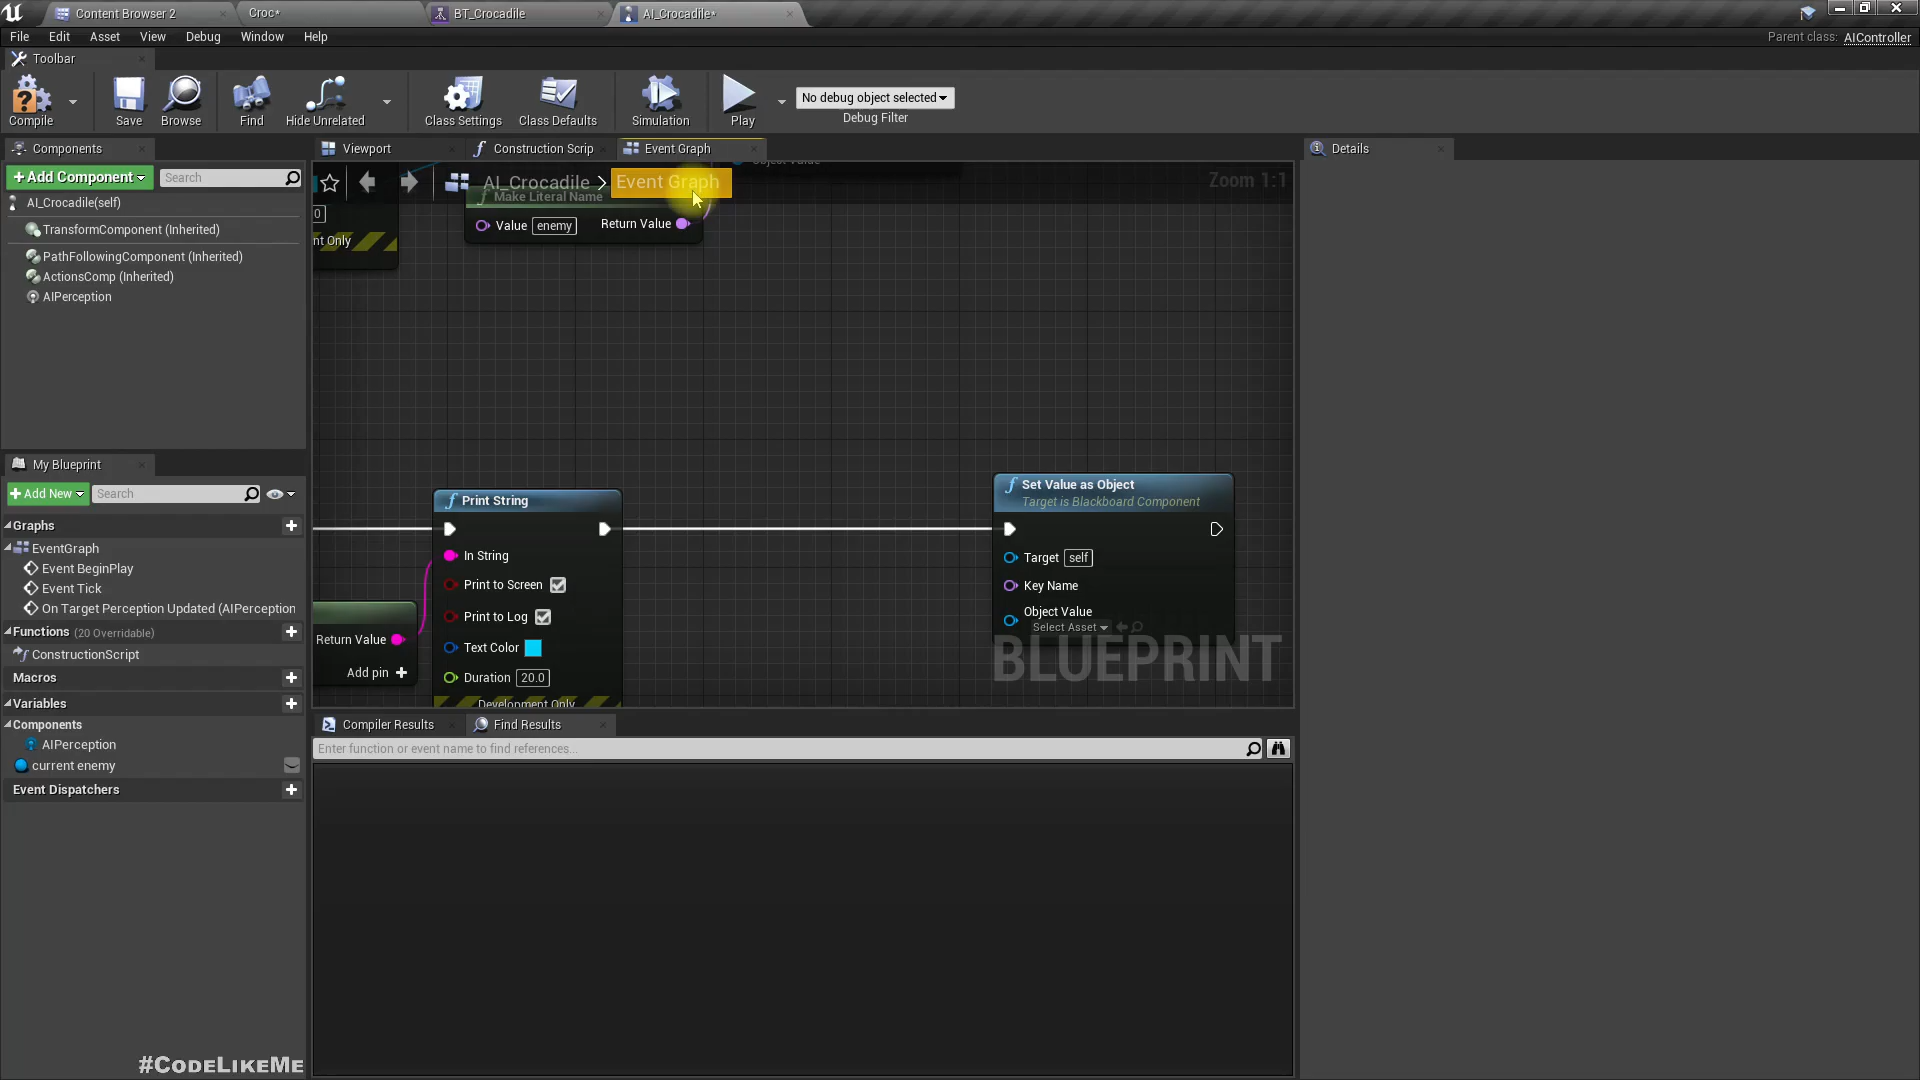 Content Browser 2
Croc*
BT_Crocadile
AI_Crocadile*
File Edit Asset View Debug Window Help
Parent class: AIController
Toolbar
Compile
Save
Browse
Find
Hide Unrelated
Class Settings
Class Defaults
Simulation
Play
No debug object selected
Debug Filter
Components
+ Add Component
Search
AI_Crocadile(self)
TransformComponent (Inherited)
PathFollowingComponent (Inherited)
ActionsComp (Inherited)
AIPerception
My Blueprint
+ Add New
Search
Graphs
EventGraph
Event BeginPlay
Event Tick
On Target Perception Updated (AIPerception
Functions (20 Overridable)
ConstructionScript
Macros
Variables
Components
AIPerception
current enemy
Event Dispatchers
#CodeLikeMe
Viewport
Construction Scrip
Event Graph
AI_Crocadile > Event Graph
Zoom 1:1
Object Value
Make Literal Name
Value enemy
Return Value
0
nt Only
Print String
In String
Print to Screen
Print to Log
Text Color
Duration 20.0
Development Only
Return Value
Add pin +
Set Value as Object
Target is Blackboard Component
Target self
Key Name
Object Value
Select Asset
BLUEPRINT
Compiler Results
Find Results
Enter function or event name to find references...
Details